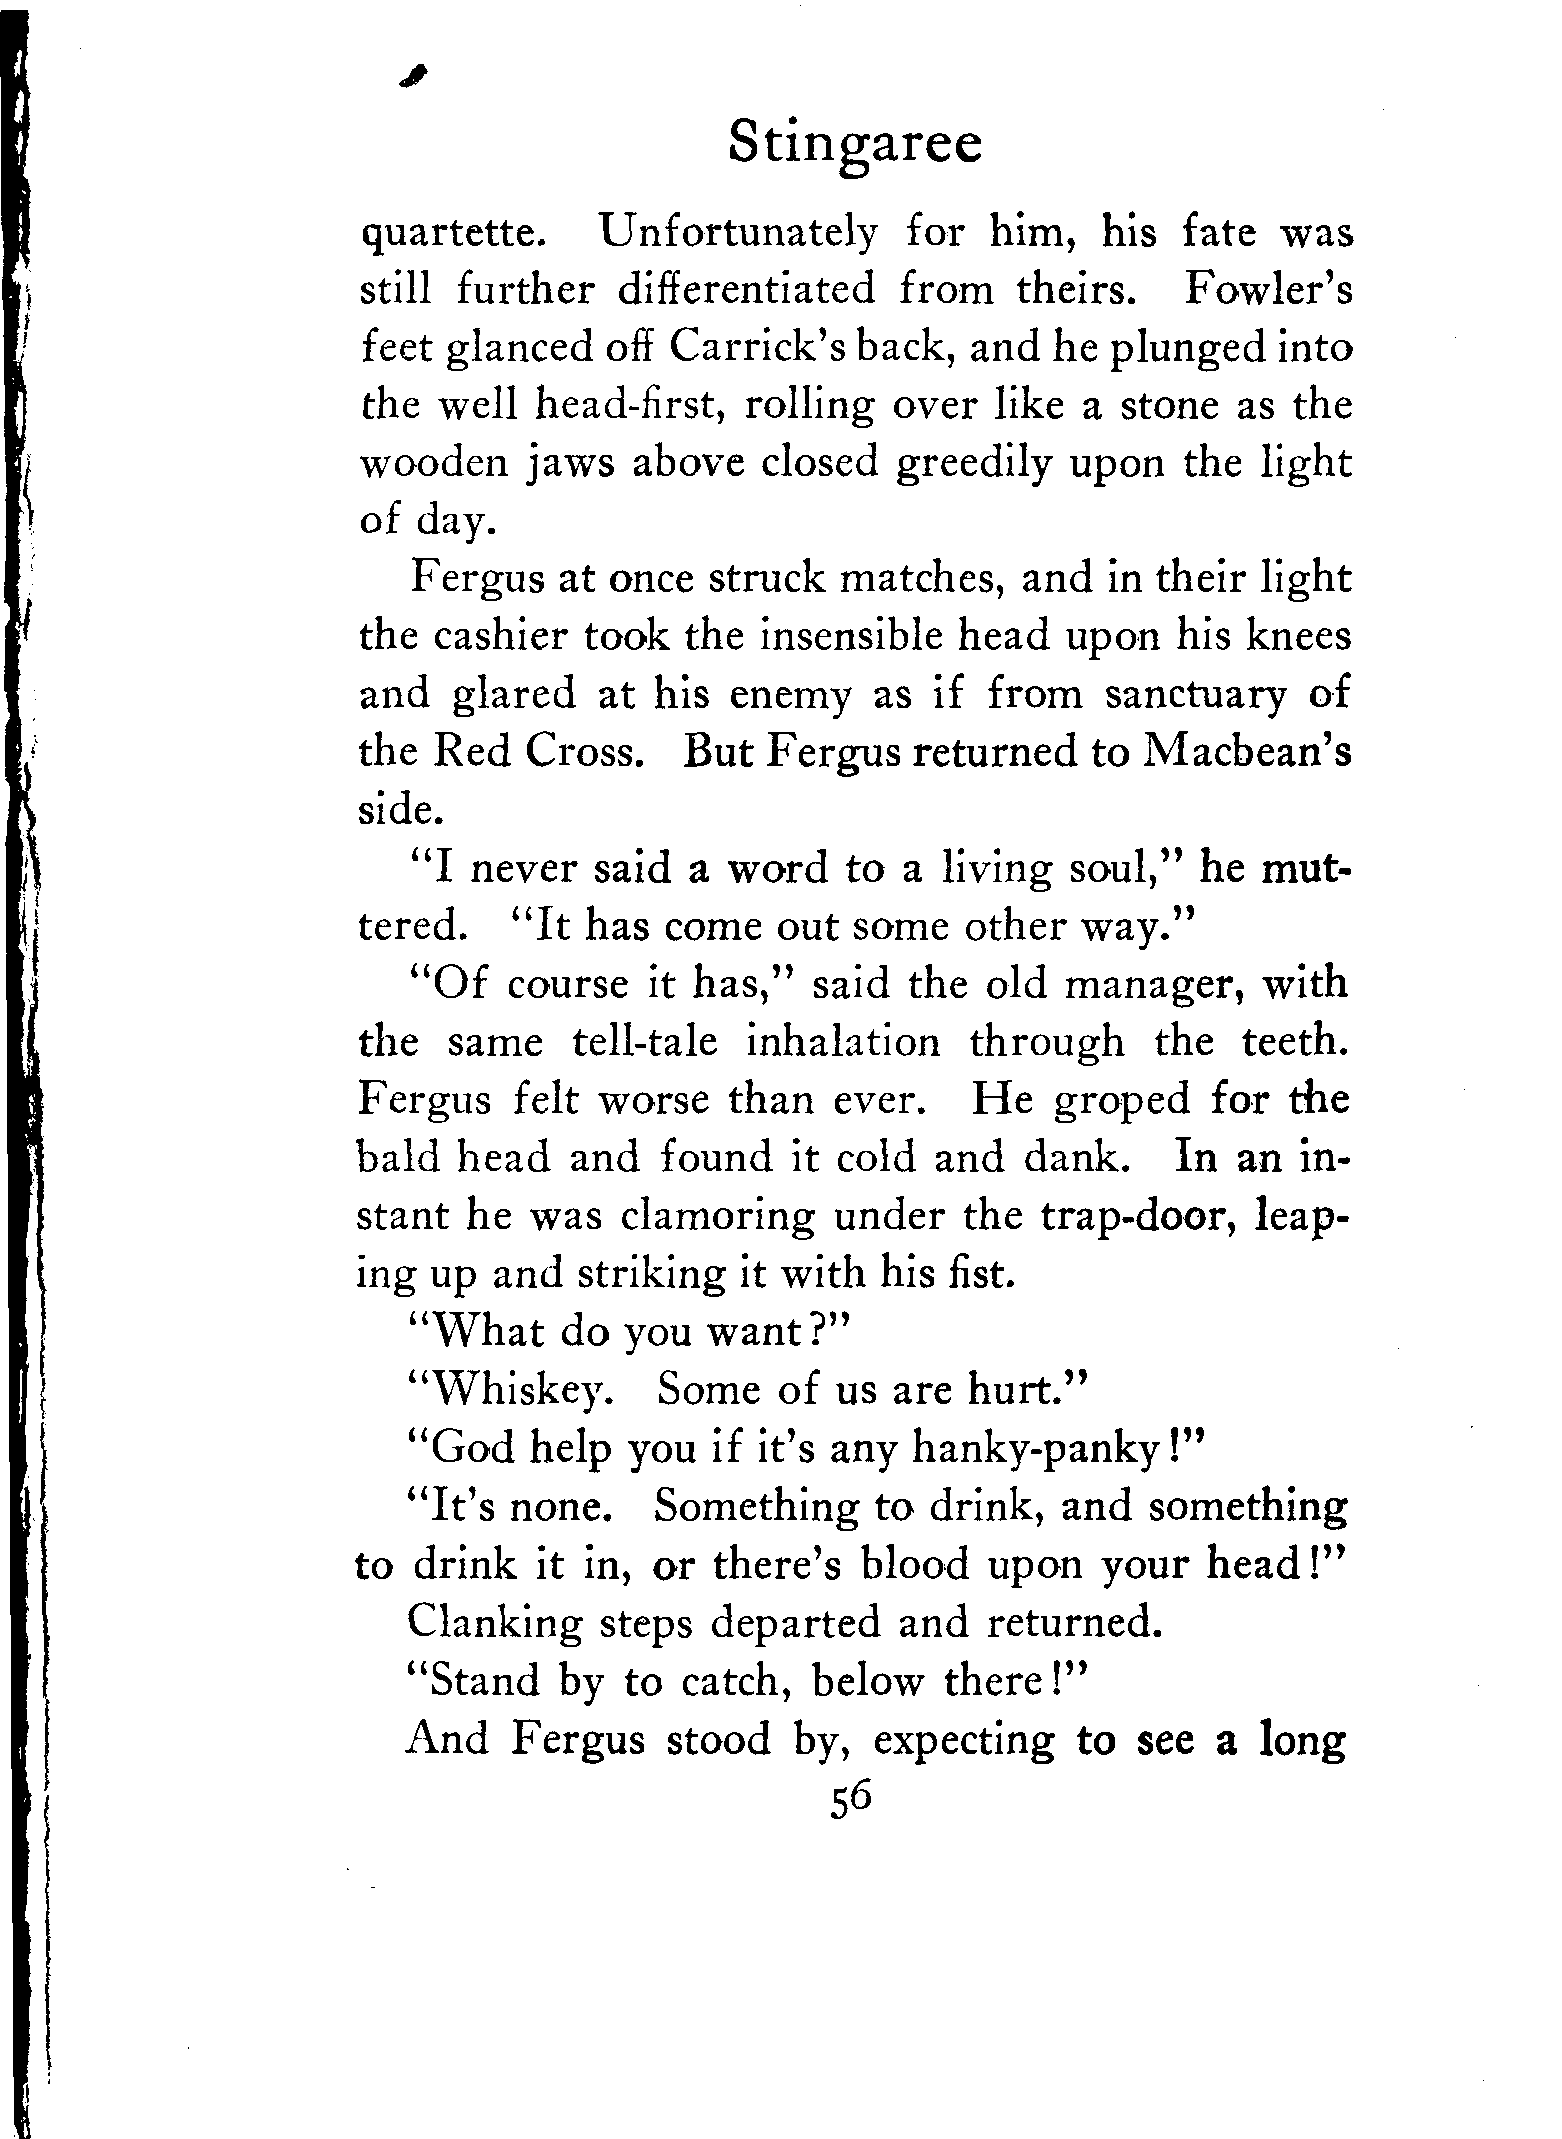 Stingaree
quartette. Unfortunately for him, his fate was
still further differentiated from theirs. Fowler's
feet glanced off Carrick's back, and he plunged into
the well head-first, rolling over like a stone as the
wooden jaws above closed greedily upon the light
of day.
Fergus at once struck matches, and in their light
the cashier took the insensible head upon his knees
and glared at his enemy as if from sanctuary of
the Red Cross. But Fergus returned to Macbean's
side.
"I never said a word to a living soul," he mut-
tered. "It has come out some other way."
"Of course it has," said the old manager, with
the same tell-tale inhalation through the teeth.
Fergus felt worse than ever. He groped for the
bald head and found it cold and dank. In an in-
stant he was clamoring under the trap-door, leap-
ing up and striking it with his fist.
"What do you want?"
"Whiskey. Some of us are hurt."
"God help you if it's any hanky-panky!"
"It's none. Something to drink, and something
to drink it in, or there's blood upon your head!"
Clanking steps departed and returned.
"Stand by to catch, below there!"
And Fergus stood by, expecting to see a long
56